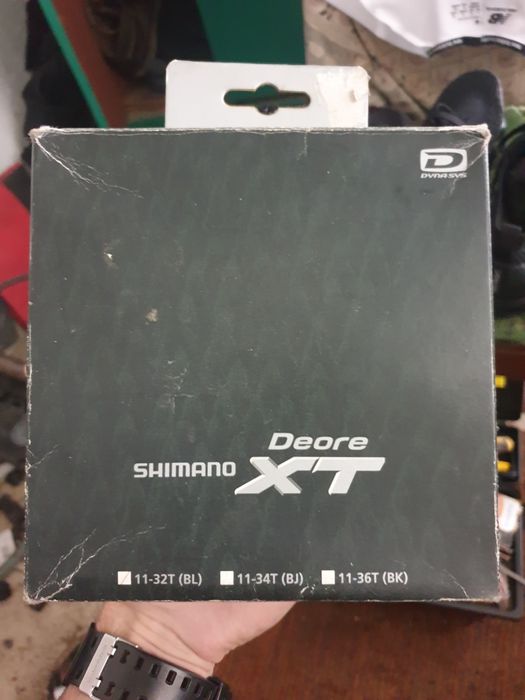 DYNA SYS
Deore
SHIMANO XT
11-32T (BL) 11-34T (BJ) 11-36T (BK)